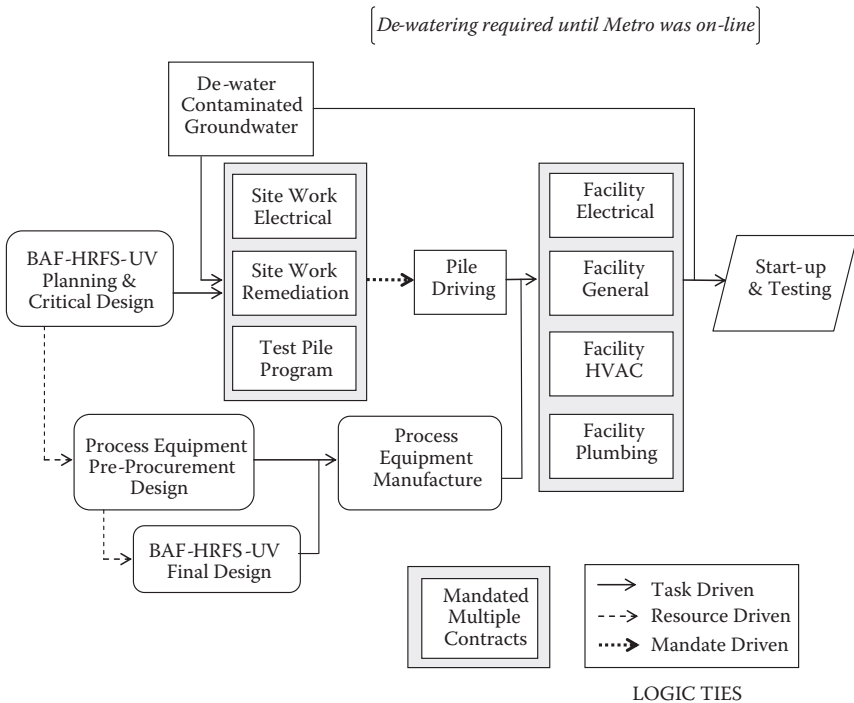 [De-watering required until Metro was on-line]
De-water
Contaminated
Groundwater
Site Work
Electrical
Site Work
Remediation
Test Pile
Program
BAF-HRFS-UV
Planning &
Critical Design
Pile
Driving
Facility
Electrical
Facility
General
Facility
HVAC
Facility
Plumbing
Start-up
& Testing
Process Equipment
Pre-Procurement
Design
Process
Equipment
Manufacture
BAF-HRFS-UV
Final Design
Mandated
Multiple
Contracts
Task Driven
Resource Driven
Mandate Driven
LOGIC TIES